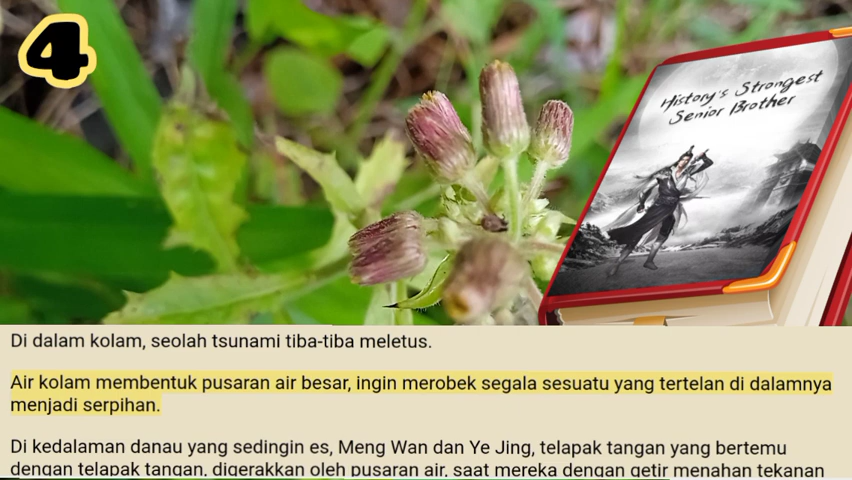 4
History's Strongest
Senior Brother
Di dalam kolam, seolah tsunami tiba-tiba meletus.
Air kolam membentuk pusaran air besar, ingin merobek segala sesuatu yang tertelan di dalamnya
menjadi serpihan.
Di kedalaman danau yang sedingin es, Meng Wan dan Ye Jing, telapak tangan yang bertemu
dengan telapak tangan, digerakkan oleh pusaran air, saat mereka dengan getir menahan tekanan